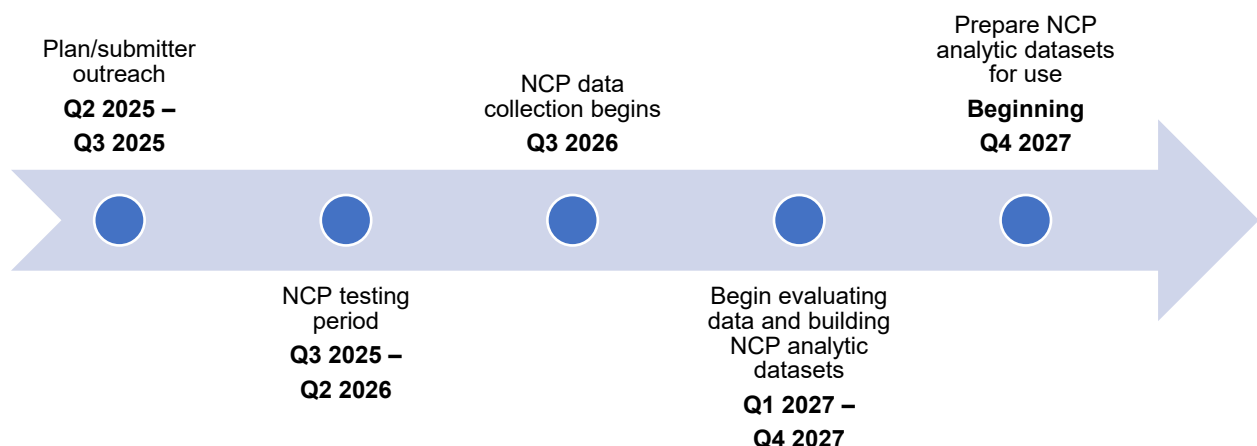 Plan/submitter
outreach
Q2 2025 –
Q3 2025
NCP testing
period
Q3 2025 –
Q2 2026
NCP data
collection begins
Q3 2026
Begin evaluating
data and building
NCP analytic
datasets
Q1 2027 –
Q4 2027
Prepare NCP
analytic datasets
for use
Beginning
Q4 2027